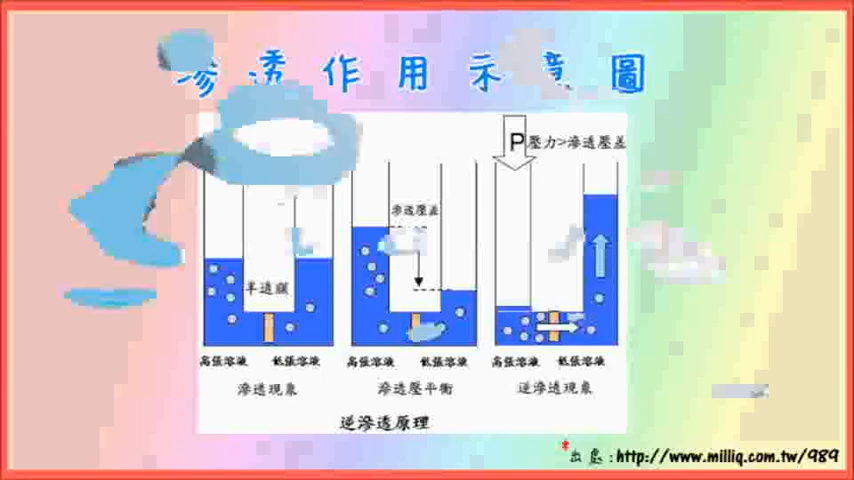 滲透作用示意圖
P壓力>滲透壓差
滲透壓差
半透膜
高張溶液 低張溶液 高張溶液 低張溶液 高張溶液 低張溶液
滲透現象 滲透壓平衡 逆滲透現象
逆滲透原理
*出處:http://www.milliq.com.tw/989